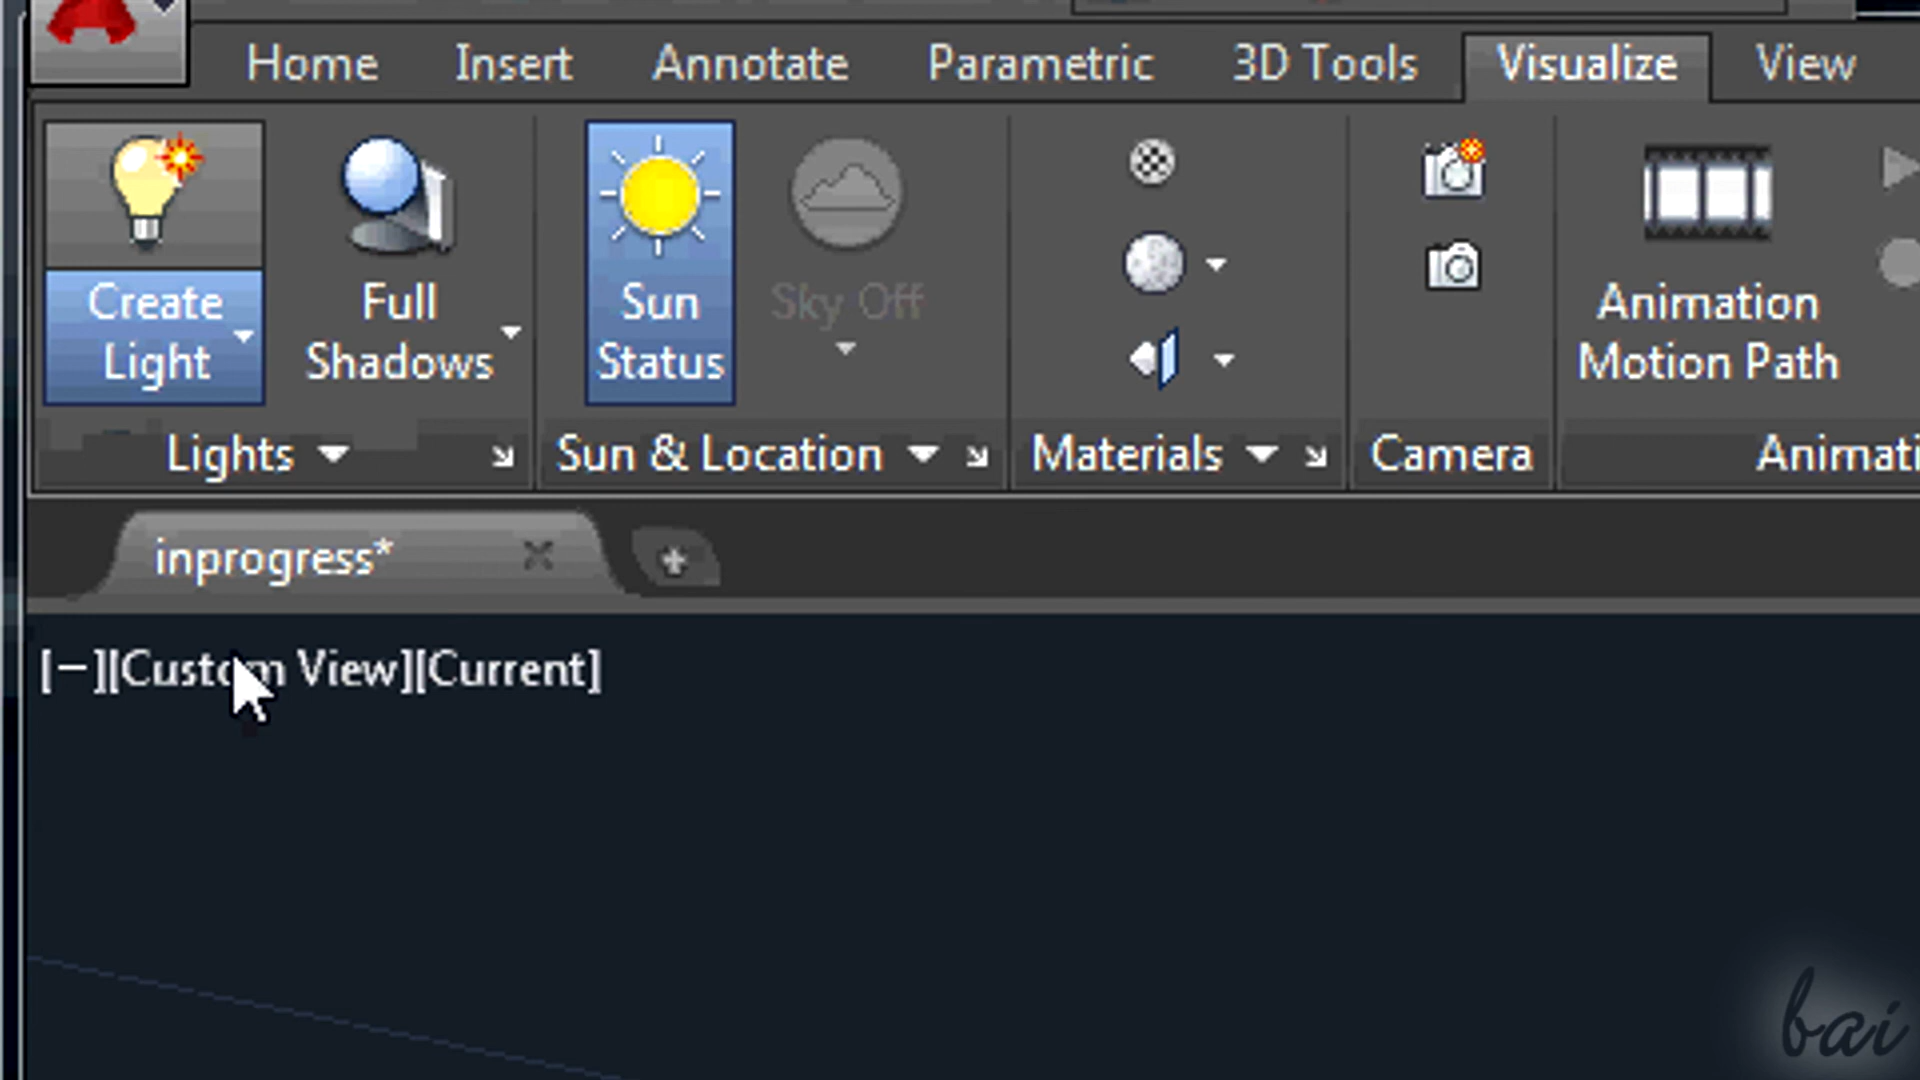 Home Insert Annotate Parametric 3D Tools Visualize View
Create Light
Full Shadows
Sun Status
Sky Off
Animation Motion Path
Lights Sun & Location Materials Camera Animati
inprogress*
[−][Custom View][Current]
bai